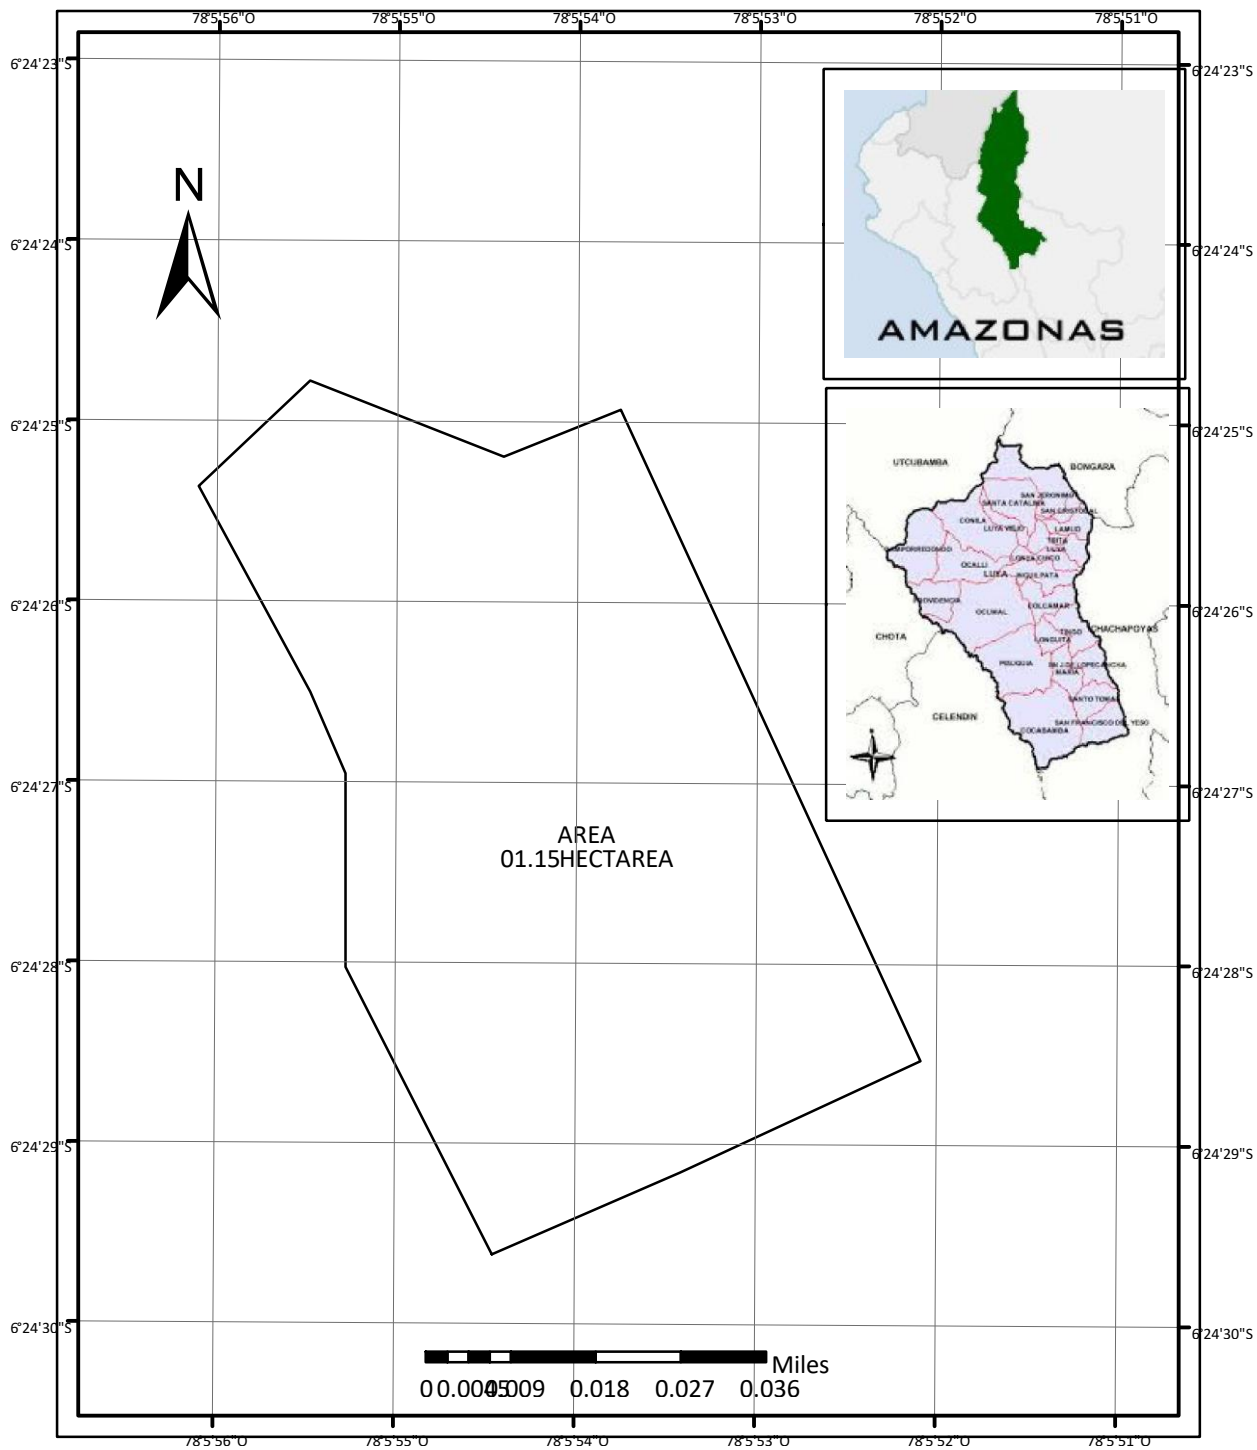 78°5'56"O 78°5'55"O 78°5'54"O 78°5'53"O 78°5'52"O 78°5'51"O
6°24'23"S 6°24'23"S
N
6°24'24"S 6°24'24"S
AMAZONAS
6°24'25"S 6°24'25"S
UTCUBAMBA
BONGARA
SAN JERONIMO
SANTA CATALINA
SAN CRISTOBAL
CONILA
LUYA VIEJO
LAMUD
TRITA
CAMPORREDONDO
LUYA
LONYA CHICO
OCALLI
LUYA
INGUILPATA
PROVIDENCIA
OCUMAL
COLCAMAR
6°24'26"S 6°24'26"S
CHOTA
TINGO
CHACHAPOYAS
LONGUITA
PISUQUIA
MARIA
SANTO TOMAS
CELENDIN
SAN FRANCISCO DEL YESO
COCABAMBA
6°24'27"S 6°24'27"S
AREA
01.15HECTAREA
6°24'28"S 6°24'28"S
6°24'29"S 6°24'29"S
6°24'30"S 6°24'30"S
Miles
0 0.0045 0.009 0.018 0.027 0.036
78°5'56"O 78°5'55"O 78°5'54"O 78°5'53"O 78°5'52"O 78°5'51"O